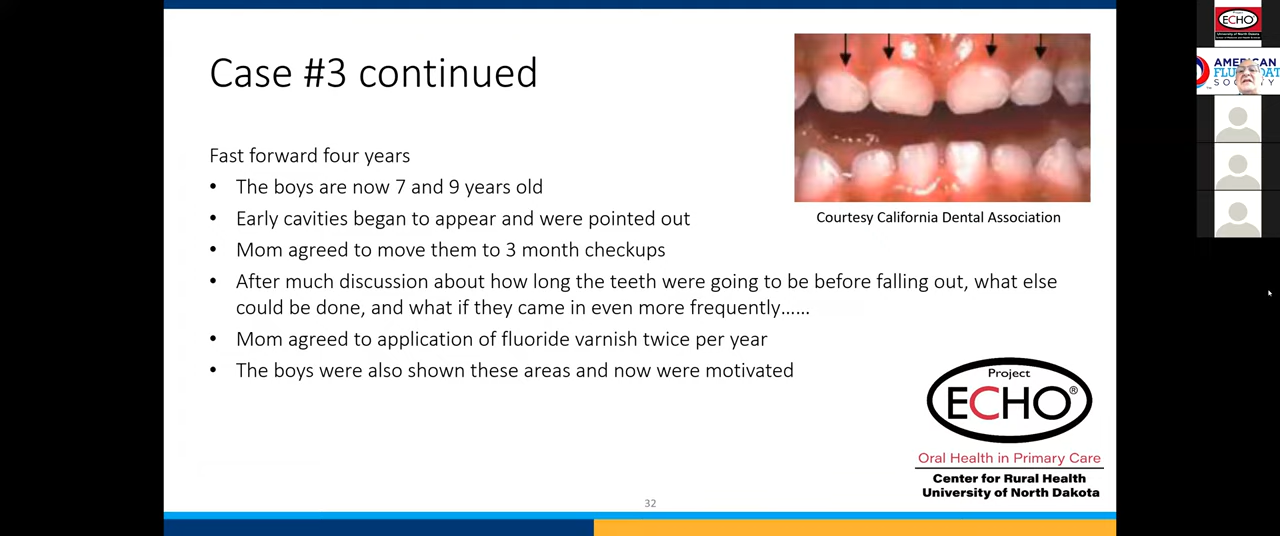 Case #3 continued
Courtesy California Dental Association
Fast forward four years
• The boys are now 7 and 9 years old
• Early cavities began to appear and were pointed out
• Mom agreed to move them to 3 month checkups
• After much discussion about how long the teeth were going to be before falling out, what else
could be done, and what if they came in even more frequently……
• Mom agreed to application of fluoride varnish twice per year
• The boys were also shown these areas and now were motivated
Project
ECHO®
Oral Health in Primary Care
Center for Rural Health
University of North Dakota
32
Project
ECHO
University of North Dakota
AMERICAN